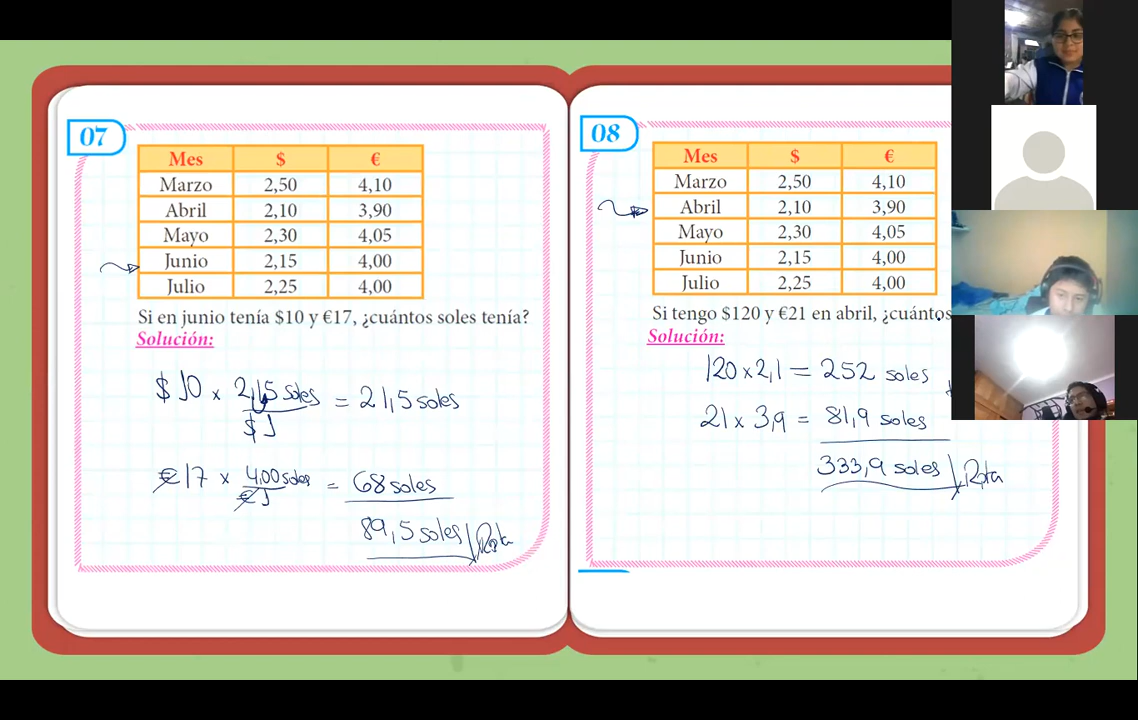 07
Mes $ €
Marzo 2,50 4,10
Abril 2,10 3,90
Mayo 2,30 4,05
Junio 2,15 4,00
Julio 2,25 4,00
Si en junio tenía $10 y €17, ¿cuántos soles tenía?
Solución:
$ 10 × 2,15 soles / $ 1 = 21,5 soles
€ 17 × 4,00 soles / € 1 = 68 soles
89,5 soles Rpta
08
Mes $ €
Marzo 2,50 4,10
Abril 2,10 3,90
Mayo 2,30 4,05
Junio 2,15 4,00
Julio 2,25 4,00
Si tengo $120 y €21 en abril, ¿cuántos
Solución:
120 × 2,1 = 252 soles
21 × 3,9 = 81,9 soles
333,9 soles Rpta